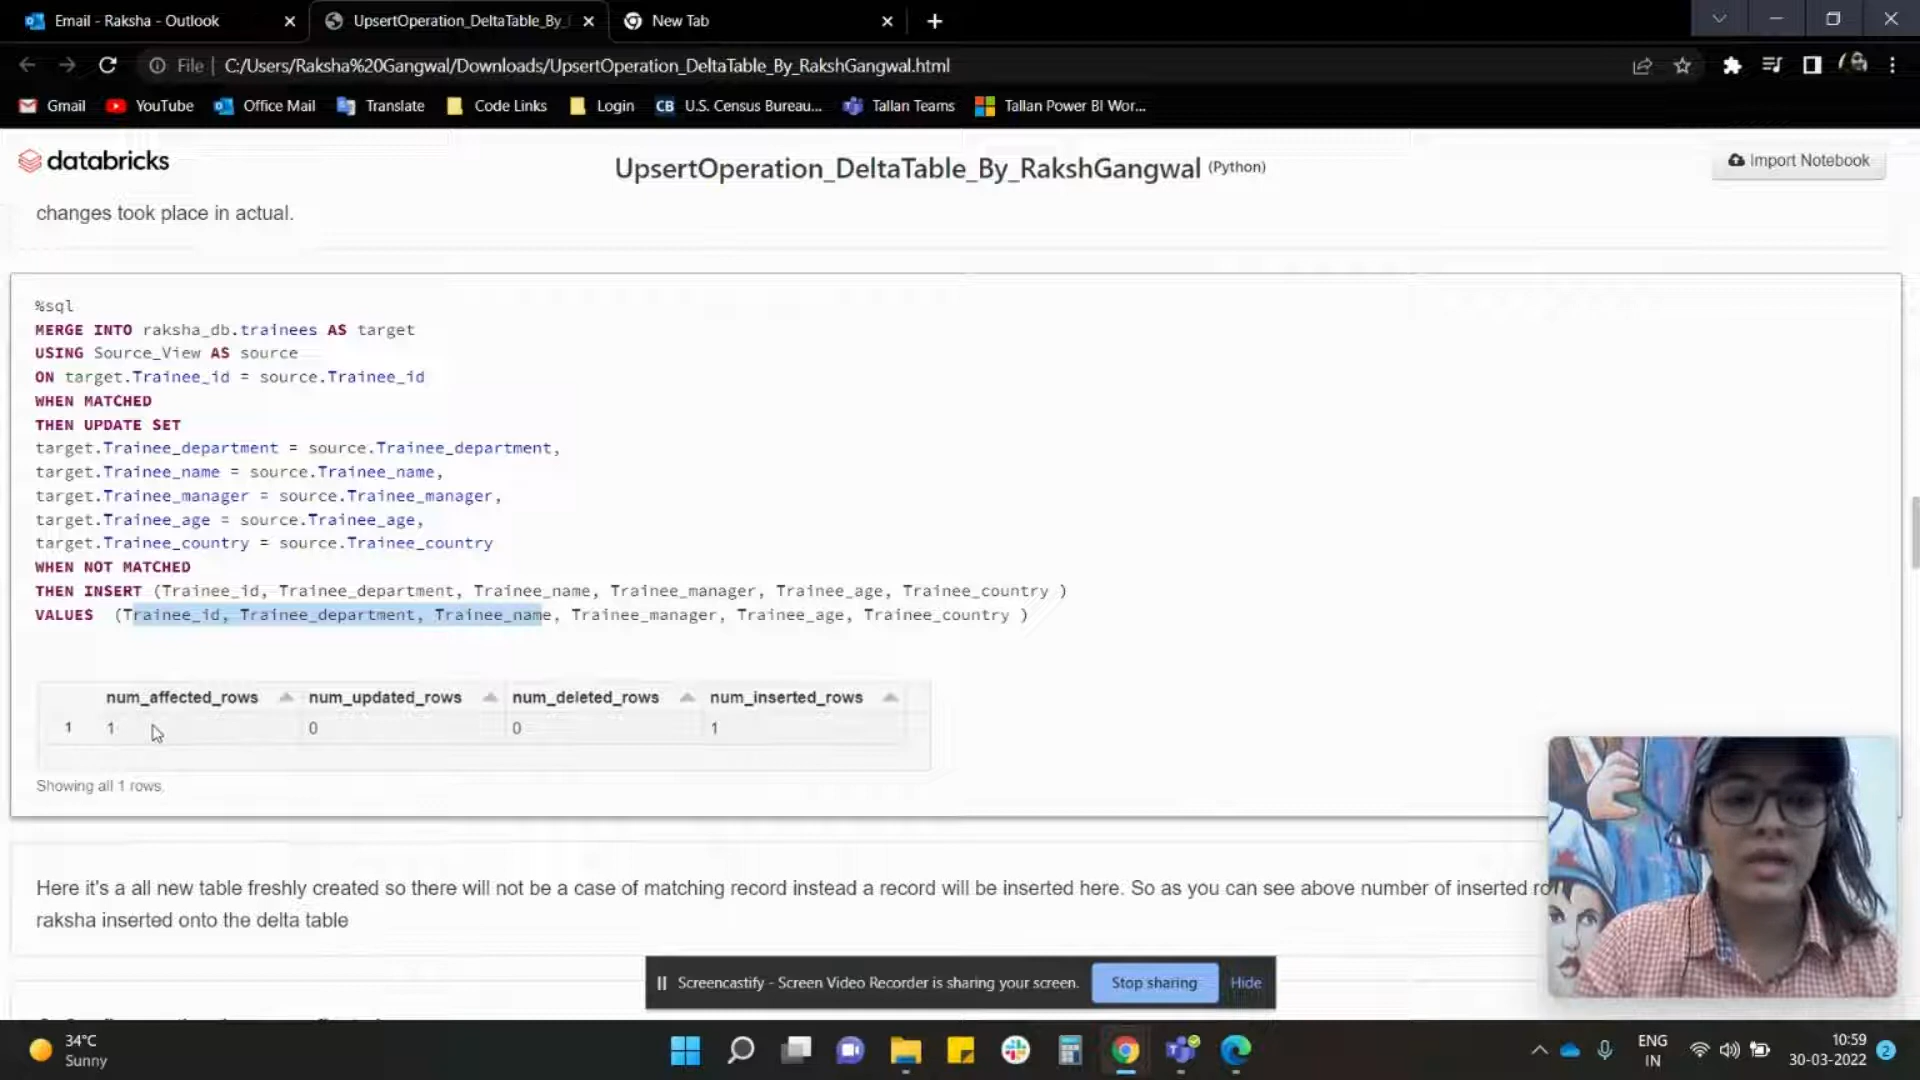 Email - Raksha - Outlook
UpsertOperation_DeltaTable_By_
New Tab
File
C:/Users/Raksha%20Gangwal/Downloads/UpsertOperation_DeltaTable_By_RakshGangwal.html
Gmail
YouTube
Office Mail
Translate
Code Links
Login
CB U.S. Census Bureau...
Tallan Teams
Tallan Power BI Wor...
databricks
UpsertOperation_DeltaTable_By_RakshGangwal (Python)
Import Notebook
changes took place in actual.
%sql
MERGE INTO raksha_db.trainees AS target
USING Source_View AS source
ON target.Trainee_id = source.Trainee_id
WHEN MATCHED
THEN UPDATE SET
target.Trainee_department = source.Trainee_department,
target.Trainee_name = source.Trainee_name,
target.Trainee_manager = source.Trainee_manager,
target.Trainee_age = source.Trainee_age,
target.Trainee_country = source.Trainee_country
WHEN NOT MATCHED
THEN INSERT (Trainee_id, Trainee_department, Trainee_name, Trainee_manager, Trainee_age, Trainee_country )
VALUES (Trainee_id, Trainee_department, Trainee_name, Trainee_manager, Trainee_age, Trainee_country )
num_affected_rows num_updated_rows num_deleted_rows num_inserted_rows
1 1 0 0 1
Showing all 1 rows.
Here it's a all new table freshly created so there will not be a case of matching record instead a record will be inserted here. So as you can see above number of inserted
raksha inserted onto the delta table
Screencastify - Screen Video Recorder is sharing your screen.
Stop sharing
Hide
34°C
Sunny
ENG
IN
10:59
30-03-2022
2